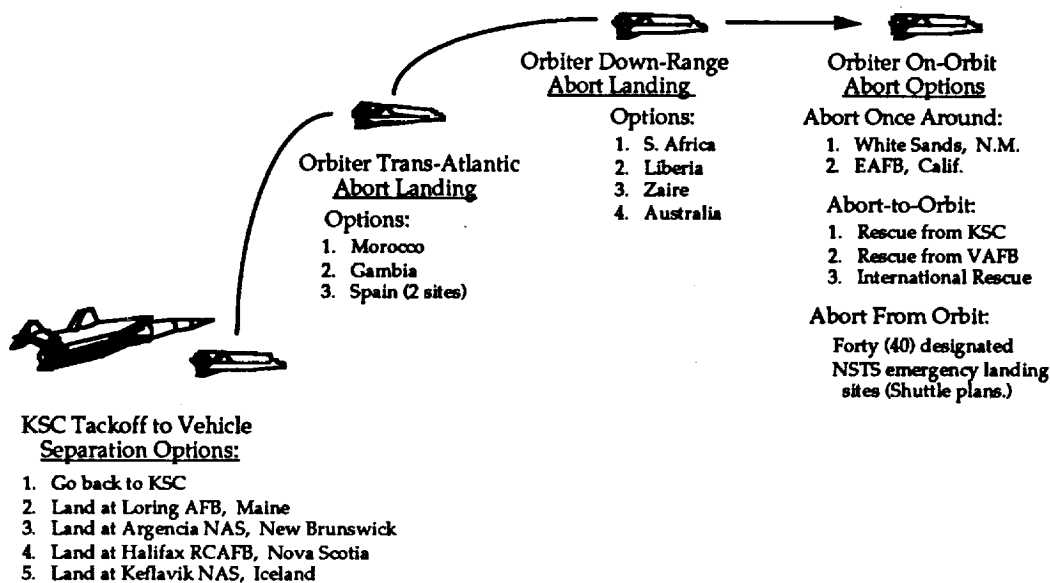 Orbiter Down-Range
Abort Landing
Options:
1. S. Africa
2. Liberia
3. Zaire
4. Australia
Orbiter On-Orbit
Abort Options
Abort Once Around:
1. White Sands, N.M.
2. EAFB, Calif.
Abort-to-Orbit:
1. Rescue from KSC
2. Rescue from VAFB
3. International Rescue
Abort From Orbit:
Forty (40) designated
NSTS emergency landing
sites (Shuttle plans.)
Orbiter Trans-Atlantic
Abort Landing
Options:
1. Morocco
2. Gambia
3. Spain (2 sites)
KSC Tackoff to Vehicle
Separation Options:
1. Go back to KSC
2. Land at Loring AFB, Maine
3. Land at Argencia NAS, New Brunswick
4. Land at Halifax RCAFB, Nova Scotia
5. Land at Keflavik NAS, Iceland